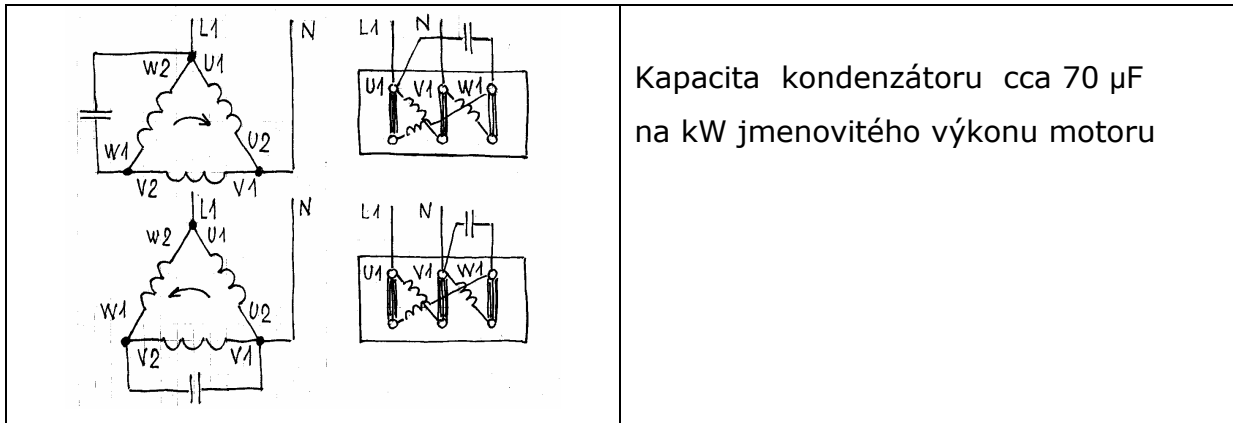 L1 N
W2 U1
W1 U2
V2 V1
L1 N
U1 V1 W1
L1 N
W2 U1
W1 U2
V2 V1
L1 N
U1 V1 W1
Kapacita kondenzátoru cca 70 µF
na kW jmenovitého výkonu motoru